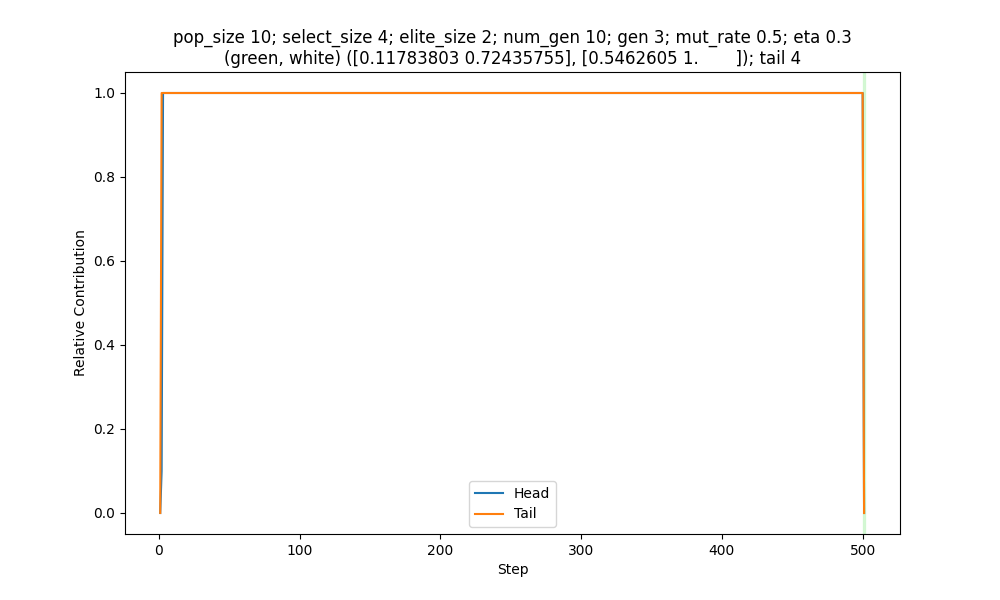 pop_size 10; select_size 4; elite_size 2; num_gen 10; gen 3; mut_rate 0.5; eta 0.3
(green, white) ([0.11783803 0.72435755], [0.5462605 1.       ]); tail 4
1.0
0.8
0.6
0.4
0.2
0.0
Relative Contribution
Head
Tail
0
100
200
300
400
500
Step